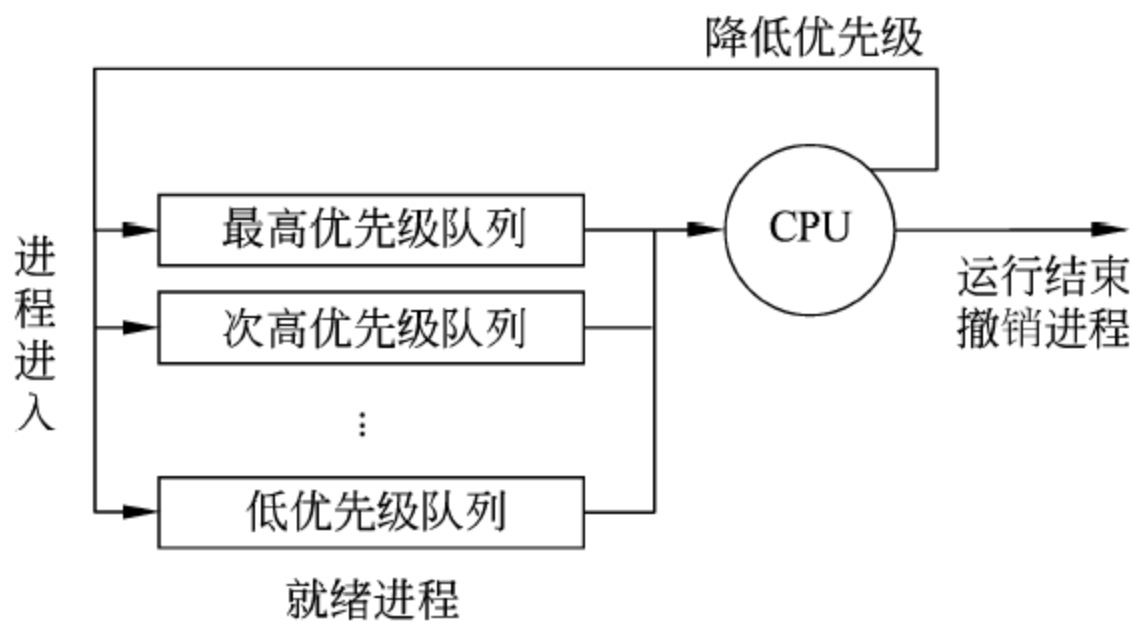 降低优先级
最高优先级队列
CPU
进程进入
次高优先级队列
运行结束
撤销进程
⋮
低优先级队列
就绪进程